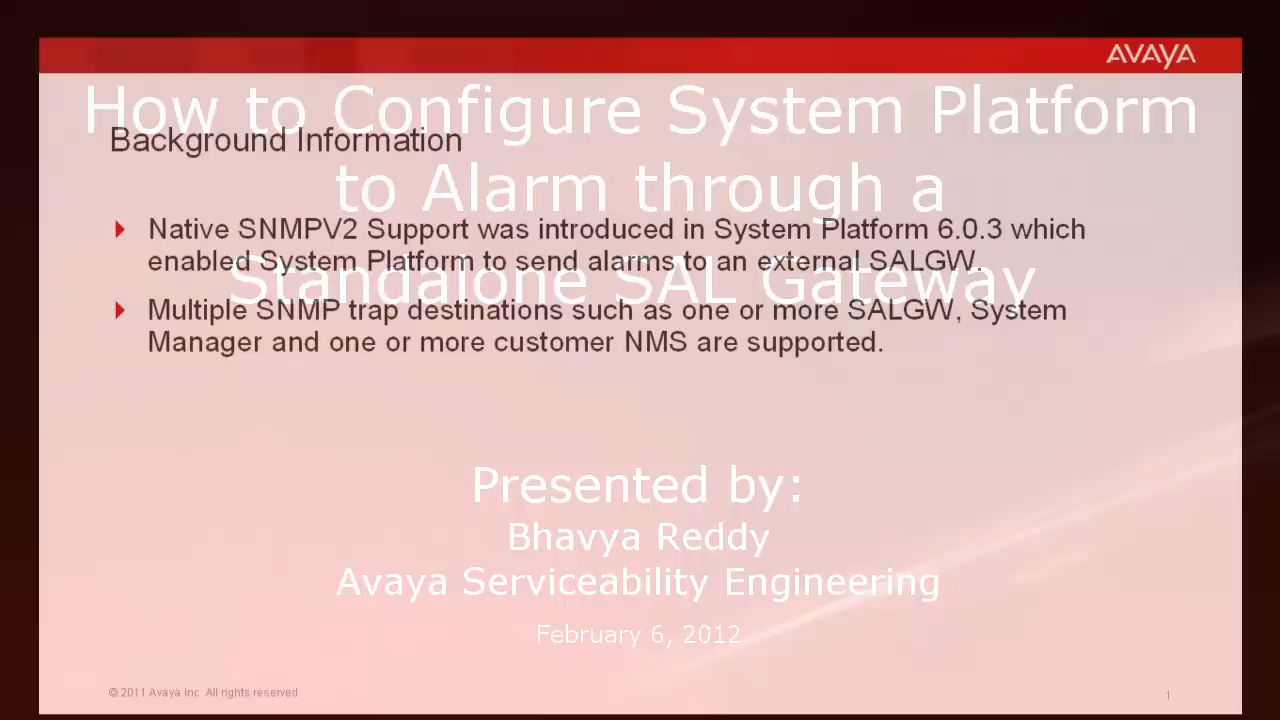 AVAYA
How to Configure System Platform
Background Information
to Alarm through a
Native SNMPV2 Support was introduced in System Platform 6.0.3 which
enabled System Platform to send alarms to an external SALGW.
Standalone SAL Gateway
Multiple SNMP trap destinations such as one or more SALGW, System
Manager and one or more customer NMS are supported.
Presented by:
Bhavya Reddy
Avaya Serviceability Engineering
February 6, 2012
© 2011 Avaya Inc. All rights reserved
1